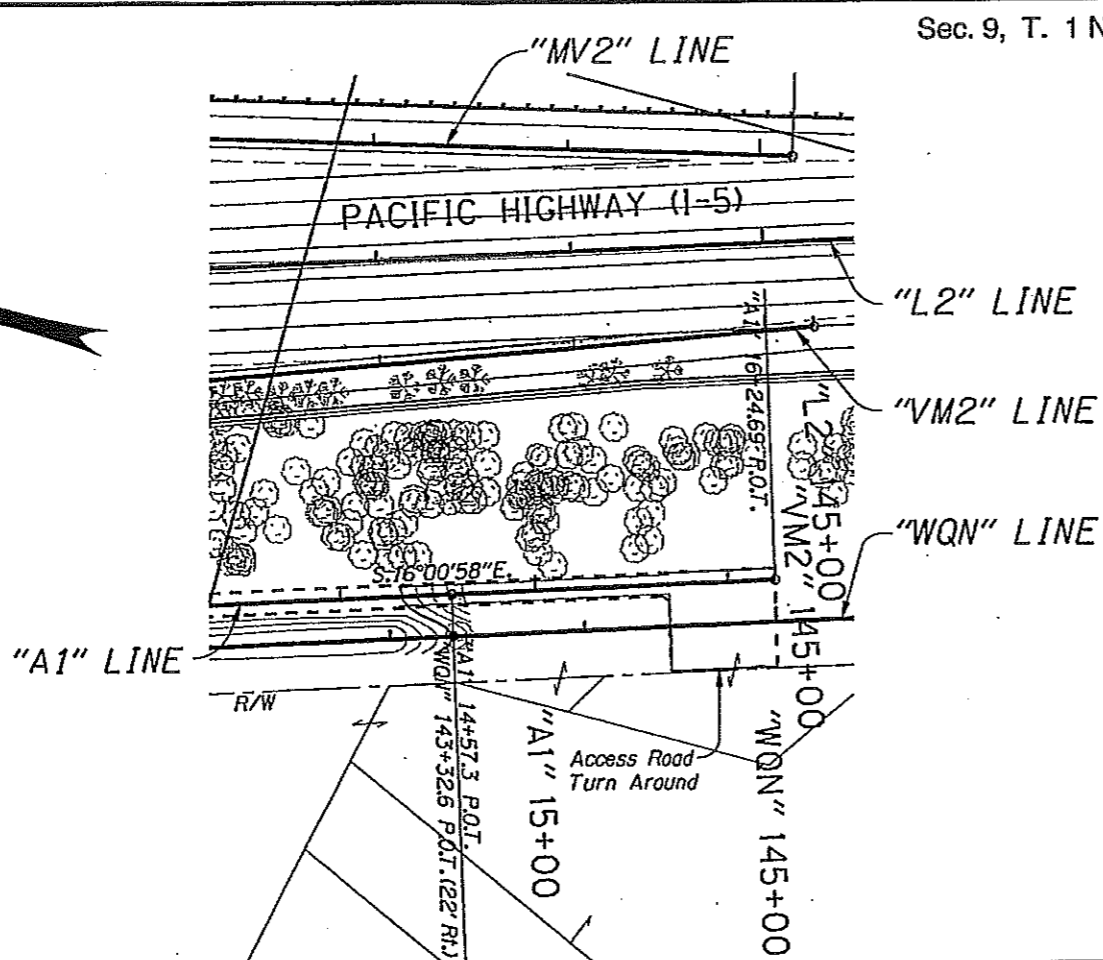 Sec. 9, T. 1 N
"MV2" LINE
PACIFIC HIGHWAY (I-5)
"L2" LINE
"A1" 16+24.69 P.O.T.
"VM2" LINE
"L2" 145+00
"VM2" 145+00
"WQN" LINE
S.16°00'58"E.
"A1" LINE
R/W
"A1" 14+57.3 P.O.T.
"WQN" 143+32.6 P.O.T. (22' Rt.)
"A1" 15+00
Access Road
Turn Around
"WQN" 145+00